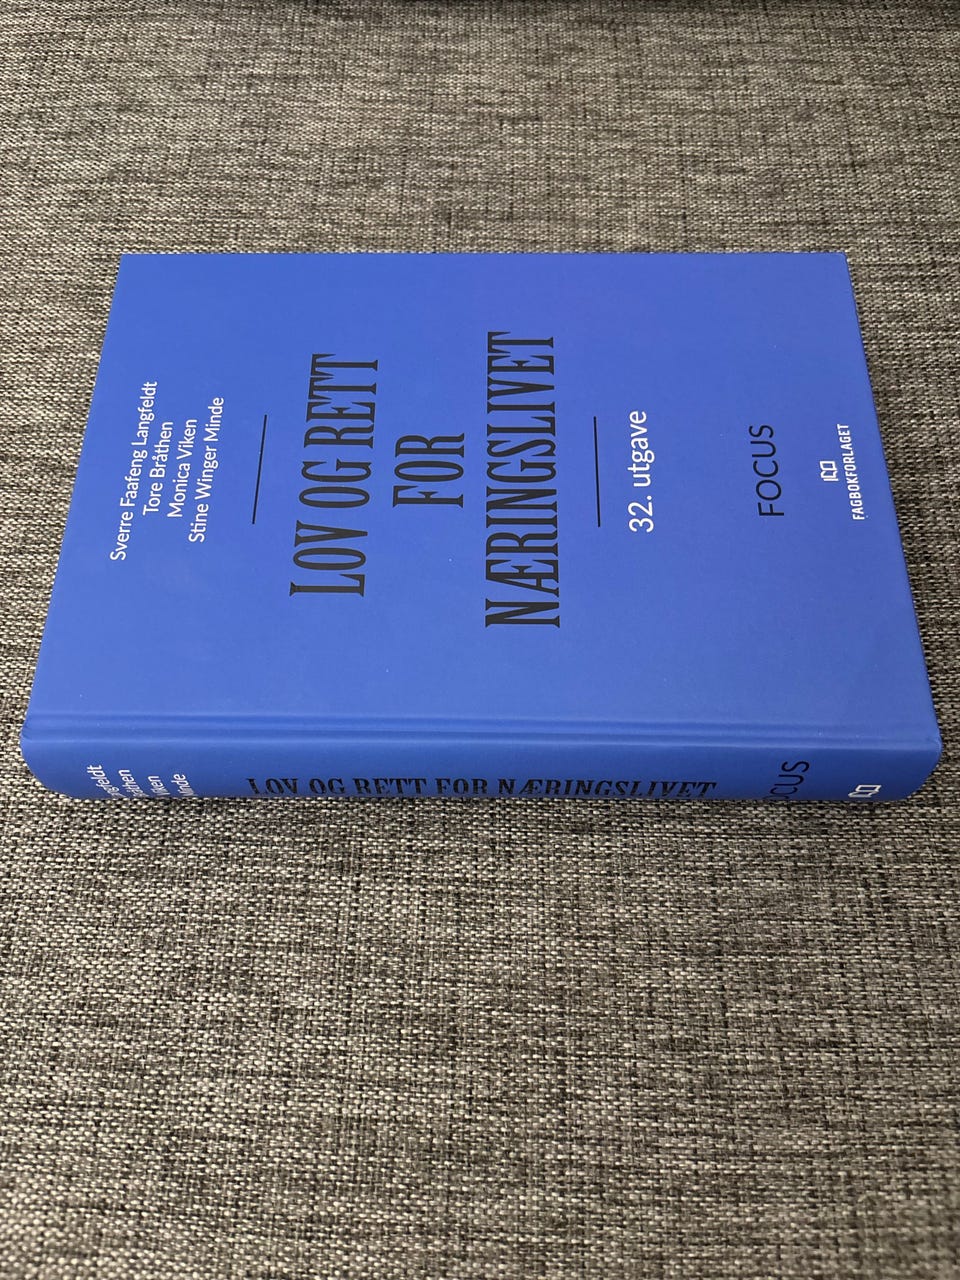 Sverre Faafeng Langfeldt
Tore Bråthen
Monica Viken
Stine Winger Minde
LOV OG RETT
FOR
NÆRINGSLIVET
32. utgave
FOCUS
FAGBOKFORLAGET
LOV OG RETT FOR NÆRINGSLIVET